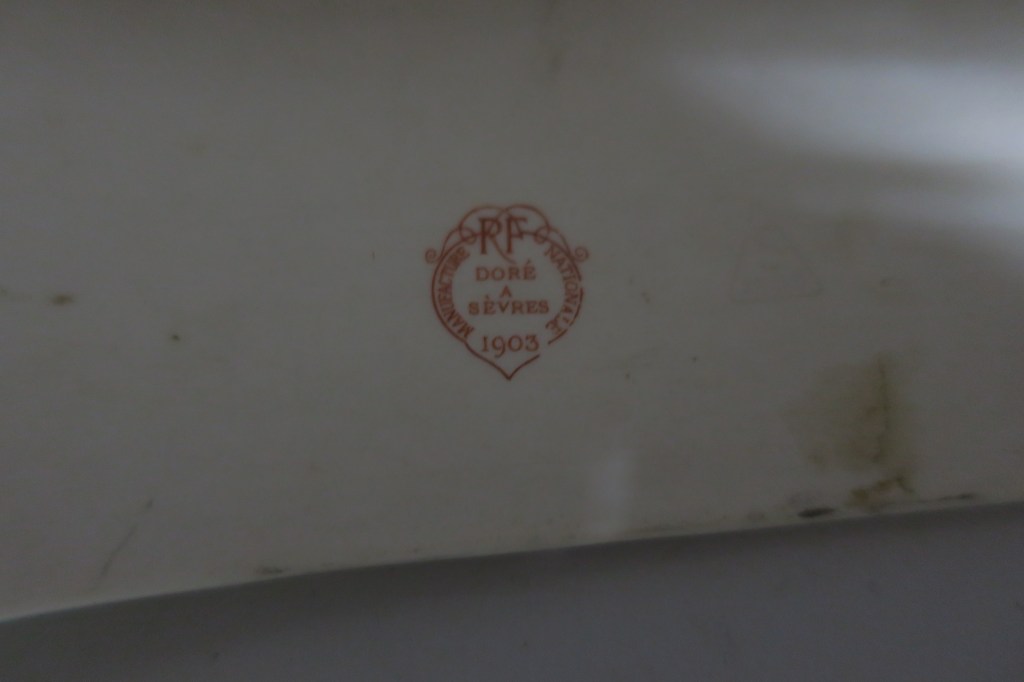 RF
MANUFACTURE NATIONALE
DORÉ
A
SÈVRES
1903